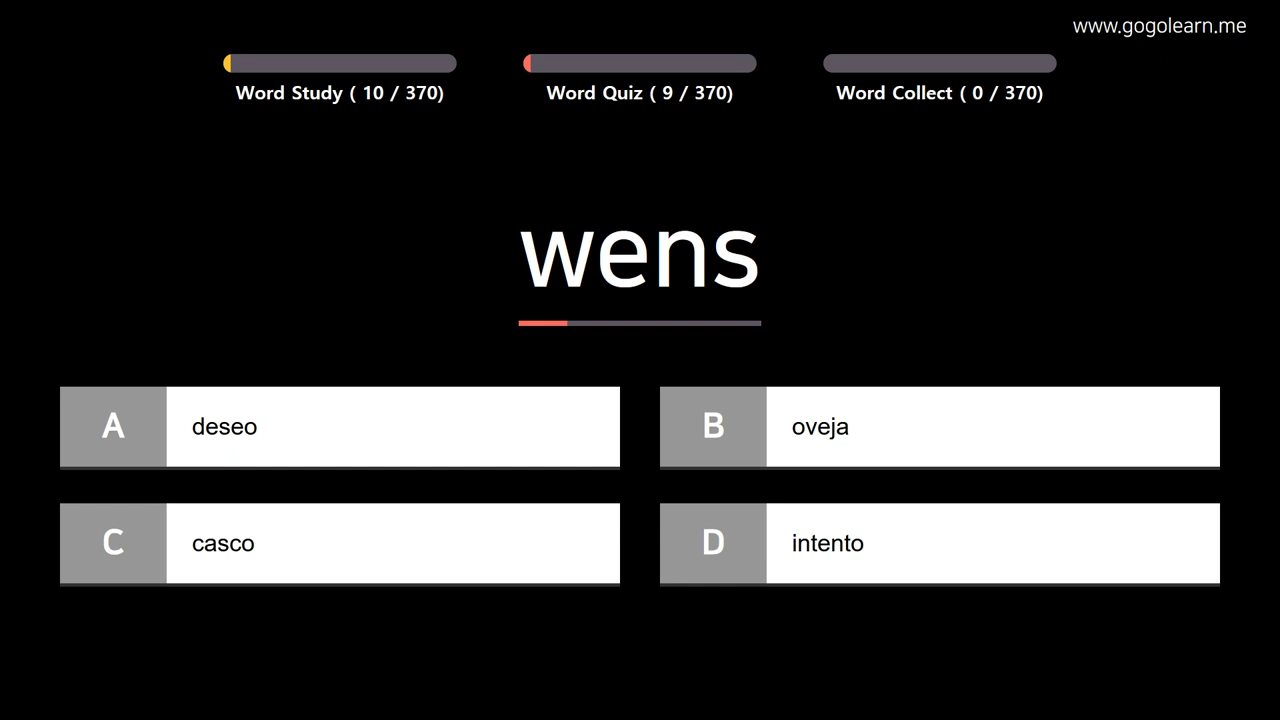 www.gogolearn.me
Word Study ( 10 / 370)
Word Quiz ( 9 / 370)
Word Collect ( 0 / 370)
wens
A deseo
B oveja
C casco
D intento